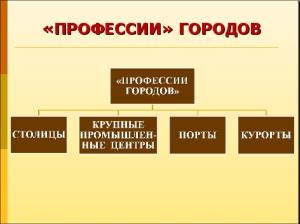 «ПРОФЕССИИ» ГОРОДОВ
«ПРОФЕССИИ
ГОРОДОВ»
СТОЛИЦЫ
КРУПНЫЕ
ПРОМЫШЛЕН-
НЫЕ ЦЕНТРЫ
ПОРТЫ
КУРОРТЫ